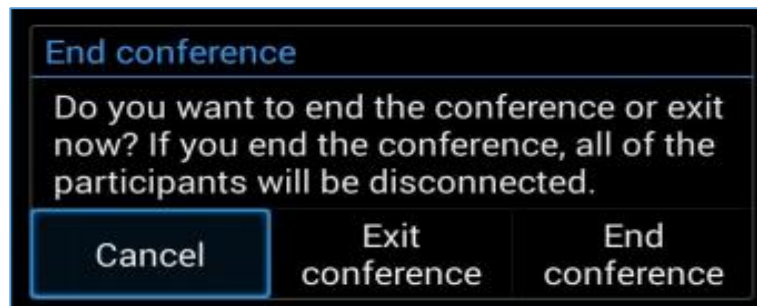 End conference
Do you want to end the conference or exit
now? If you end the conference, all of the
participants will be disconnected.
Cancel
Exit
conference
End
conference